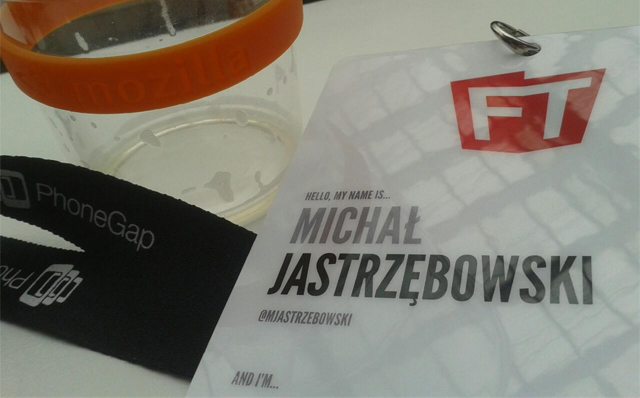 mozilla
PhoneGap
Pho
FT
HELLO, MY NAME IS...
MICHAŁ
JASTRZĘBOWSKI
@MJASTRZEBOWSKI
AND I'M...